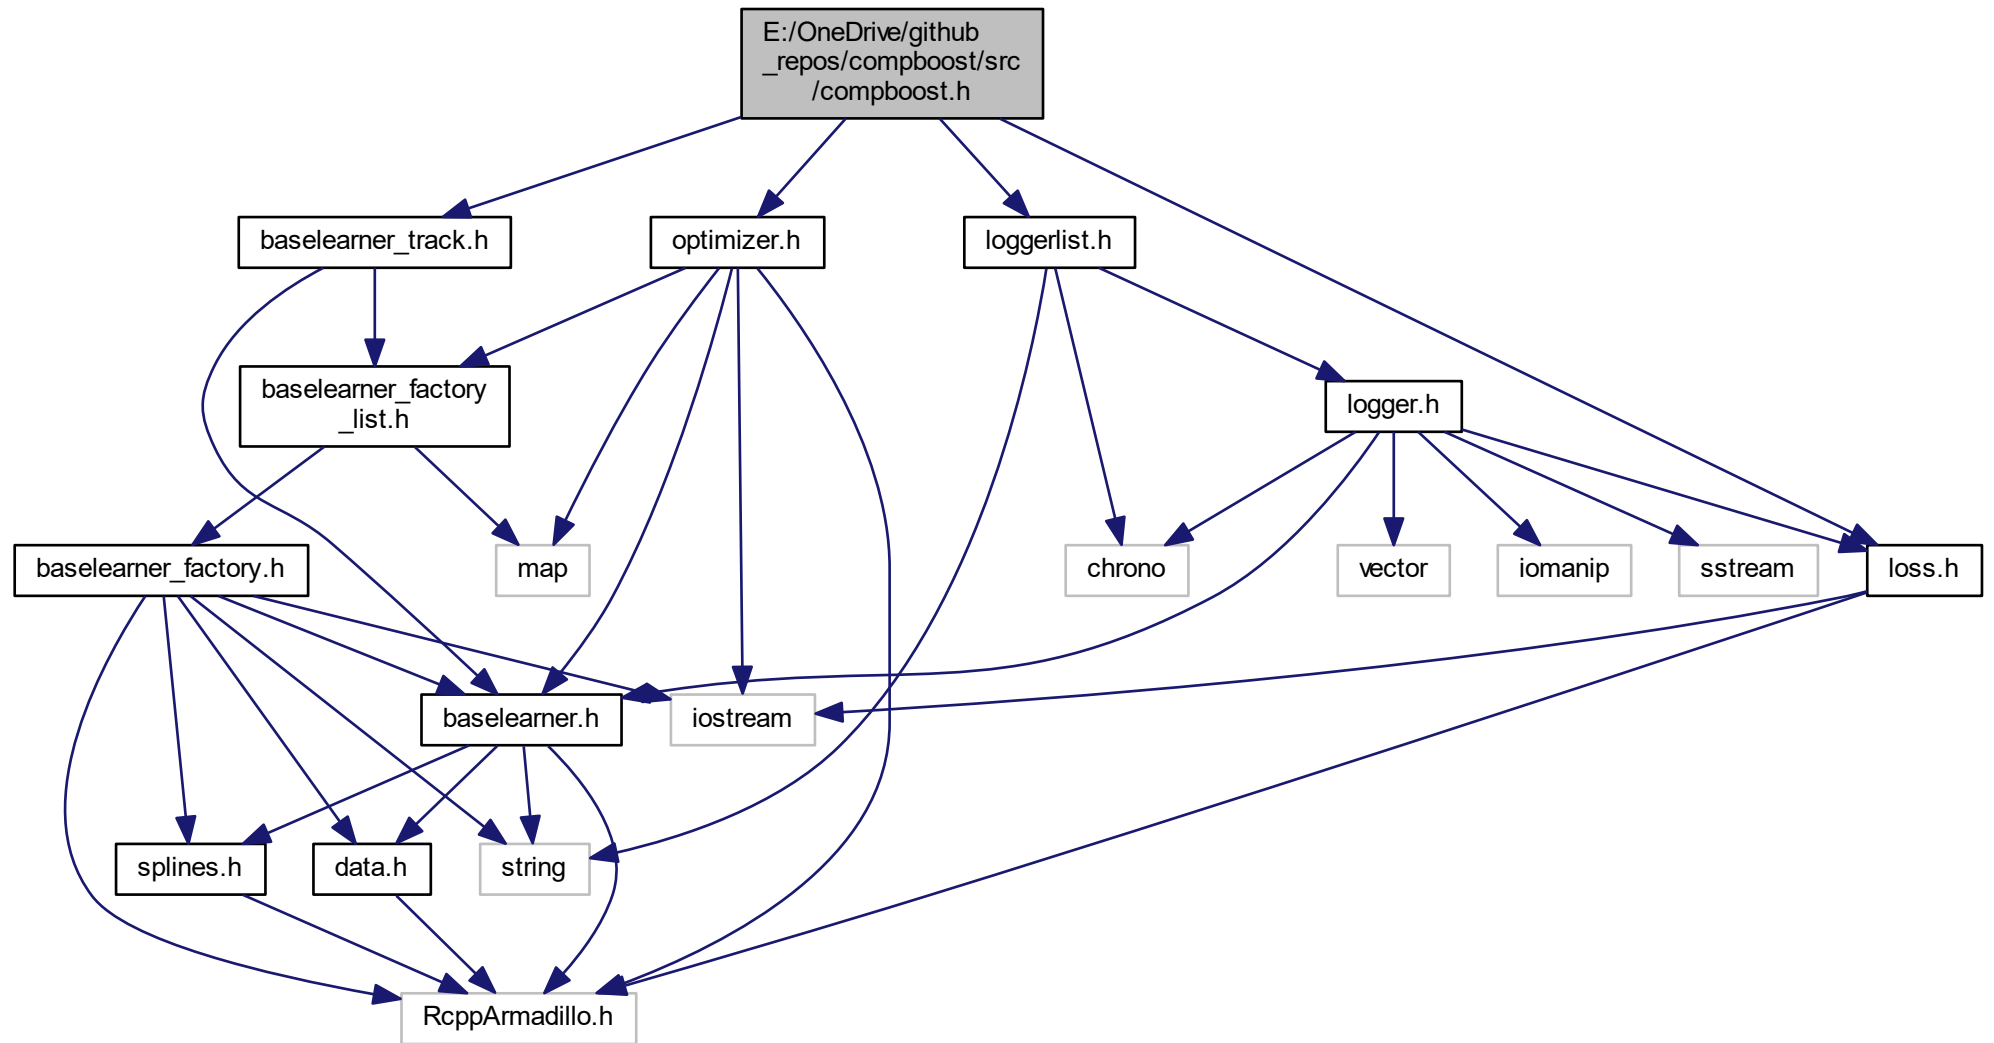 E:/OneDrive/github
_repos/compboost/src
/compboost.h
baselearner_track.h
optimizer.h
loggerlist.h
baselearner_factory
_list.h
logger.h
baselearner_factory.h
map
chrono
vector
iomanip
sstream
loss.h
baselearner.h
iostream
splines.h
data.h
string
RcppArmadillo.h